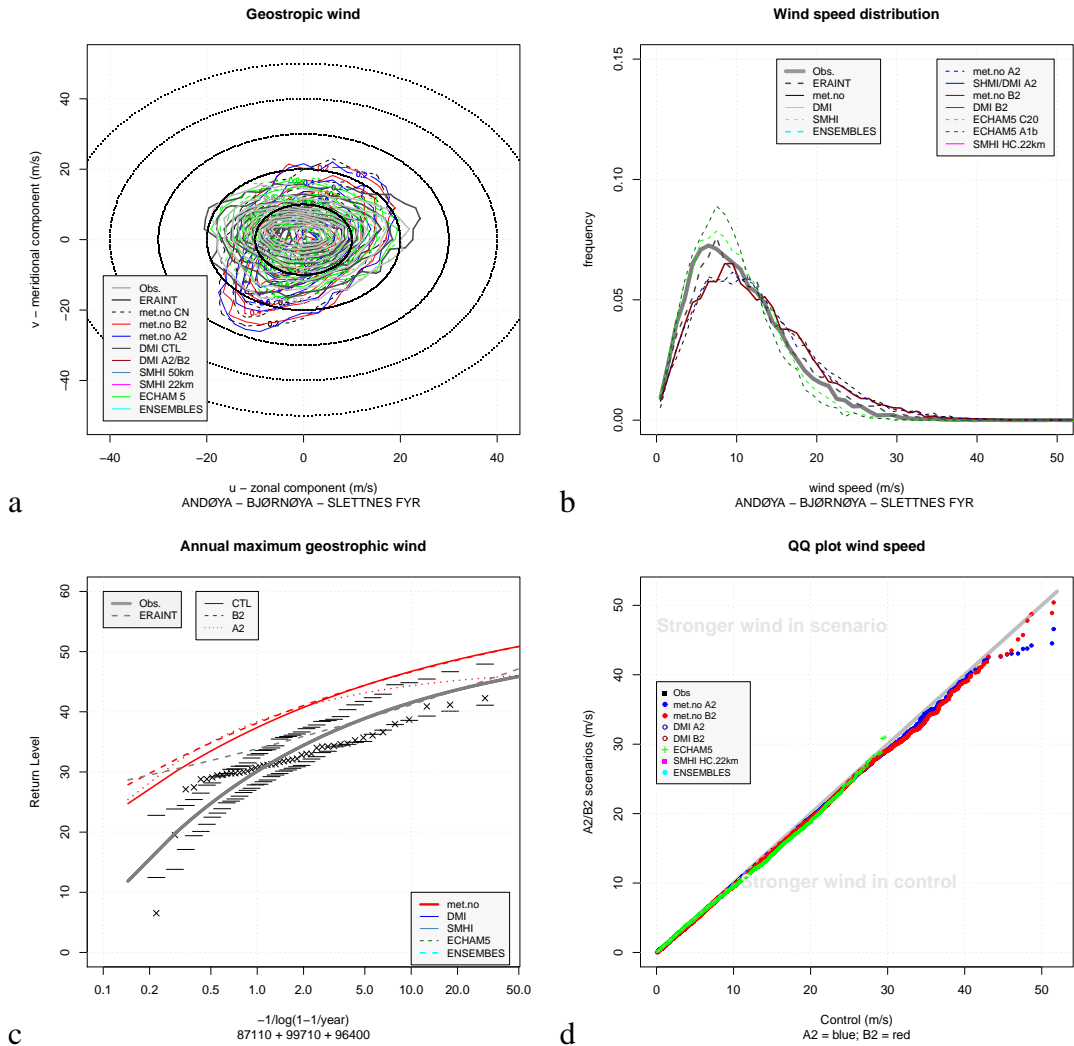 Geostropic wind
v − meridional component (m/s)
40
20
0
−20
−40
Obs.
ERAINT
met.no CN
met.no B2
met.no A2
DMI CTL
DMI A2/B2
SMHI 50km
SMHI 22km
ECHAM 5
ENSEMBLES
−40 −20 0 20 40
u − zonal component (m/s)
ANDØYA − BJØRNØYA − SLETTNES FYR
a
Wind speed distribution
frequency
0.15
0.10
0.05
0.00
Obs.
ERAINT
met.no
DMI
SMHI
ENSEMBLES
met.no A2
SHMI/DMI A2
met.no B2
DMI B2
ECHAM5 C20
ECHAM5 A1b
SMHI HC.22km
0 10 20 30 40 50
wind speed (m/s)
ANDØYA − BJØRNØYA − SLETTNES FYR
b
Annual maximum geostrophic wind
Return Level
60
50
40
30
20
10
0
Obs.
ERAINT
CTL
B2
A2
met.no
DMI
SMHI
ECHAM5
ENSEMBES
0.1 0.2 0.5 1.0 2.0 5.0 10.0 20.0 50.0
−1/log(1−1/year)
87110 + 99710 + 96400
c
QQ plot wind speed
A2/B2 scenarios (m/s)
50
40
30
20
10
0
Stronger wind in scenario
Obs
met.no A2
met.no B2
DMI A2
DMI B2
ECHAM5
SMHI HC.22km
ENSEMBLES
Stronger wind in control
0 10 20 30 40 50
Control (m/s)
A2 = blue; B2 = red
d